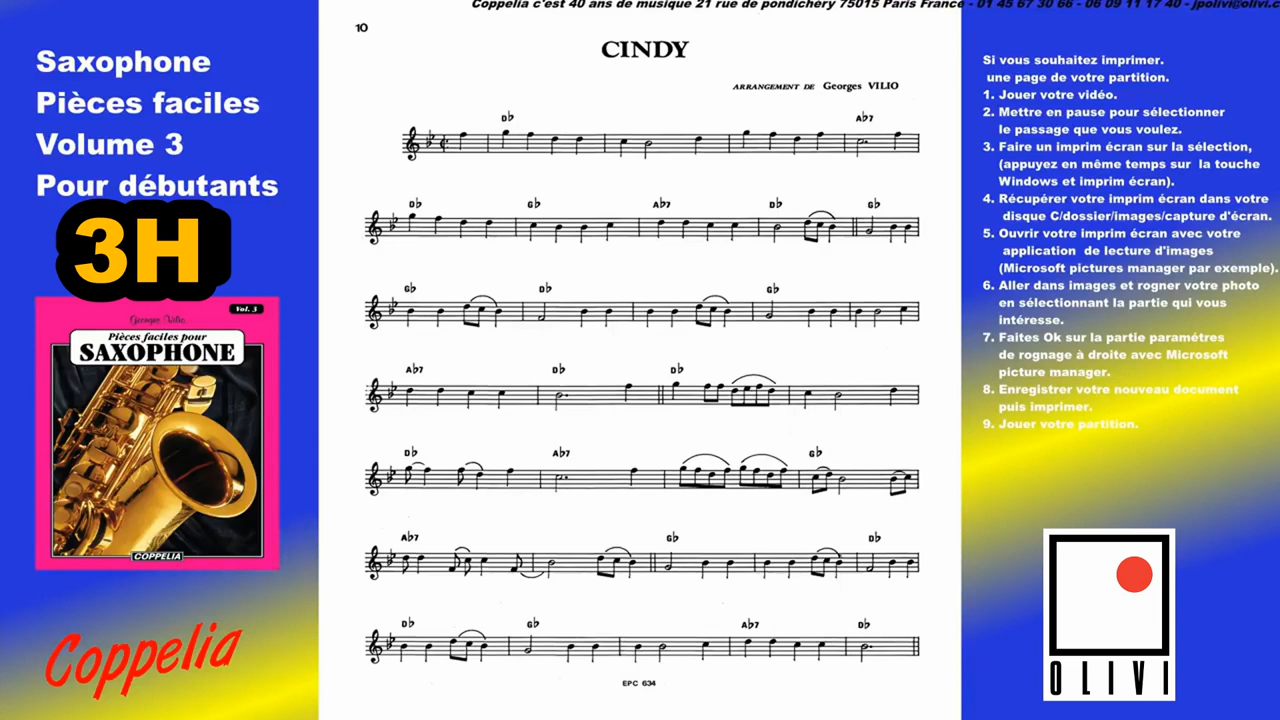 Coppelia c'est 40 ans de musique 21 rue de pondichéry 75015 Paris France - 01 45 67 30 66 - 06 09 11 17 40 - jpolivi@olivi.c
Saxophone
Pièces faciles
Volume 3
Pour débutants
3H
Vol. 3
Georges Vilio
Pièces faciles pour
SAXOPHONE
COPPELIA
Coppelia
10
CINDY
ARRANGEMENT DE Georges VILIO
Db Ab7
Db Gb Ab7 Db Gb
Gb Db Ab7 Gb
Ab7 Db Db
Db Ab7 Gb
Ab7 Gb Db
Db Gb Ab7 Db
EPC 634
Si vous souhaitez imprimer.
une page de votre partition.
1. Jouer votre vidéo.
2. Mettre en pause pour sélectionner
le passage que vous voulez.
3. Faire un imprim écran sur la sélection,
(appuyez en même temps sur la touche
Windows et imprim écran).
4. Récupérer votre imprim écran dans votre
disque C/dossier/images/capture d'écran.
5. Ouvrir votre imprim écran avec votre
application de lecture d'images
(Microsoft pictures manager par exemple).
6. Aller dans images et rogner votre photo
en sélectionnant la partie qui vous
intéresse.
7. Faites Ok sur la partie paramétres
de rognage à droite avec Microsoft
picture manager.
8. Enregistrer votre nouveau document
puis imprimer.
9. Jouer votre partition.
OLIVI